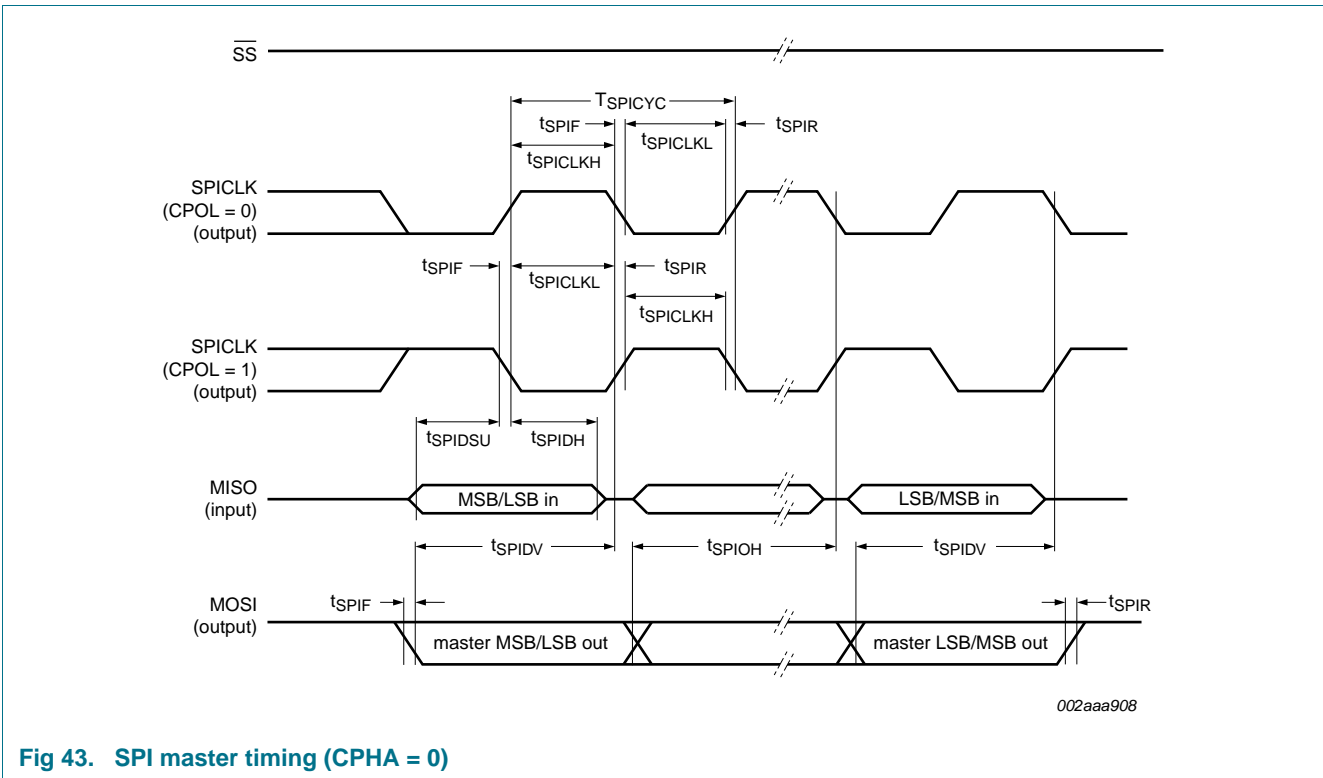 SS
TSPICYC
tSPIF
tSPICLKL
tSPIR
tSPICLKH
SPICLK
(CPOL = 0)
(output)
tSPIF
tSPICLKL
tSPIR
tSPICLKH
SPICLK
(CPOL = 1)
(output)
tSPIDSU
tSPIDH
MISO
(input)
MSB/LSB in
LSB/MSB in
tSPIDV
tSPIOH
tSPIDV
MOSI
(output)
tSPIF
tSPIR
master MSB/LSB out
master LSB/MSB out
002aaa908
Fig 43. SPI master timing (CPHA = 0)